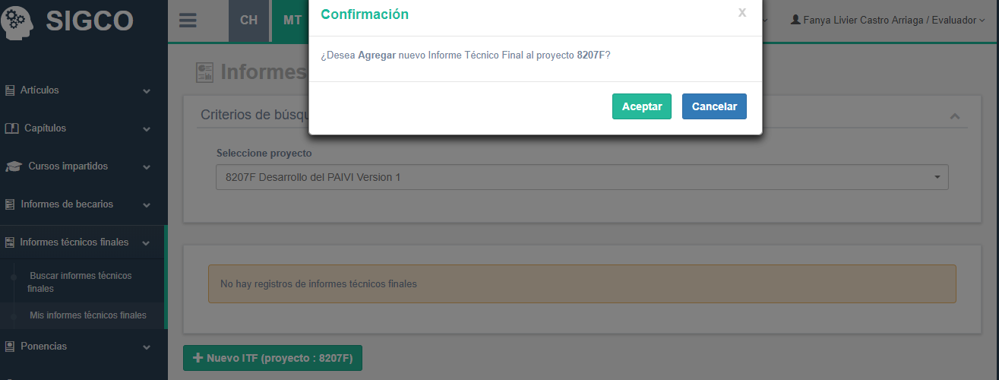 SIGCO
CH
MT
Fanya Livier Castro Arriaga / Evaluador
Confirmación
X
¿Desea Agregar nuevo Informe Técnico Final al proyecto 8207F?
Aceptar
Cancelar
Artículos
Capítulos
Cursos impartidos
Informes de becarios
Informes técnicos finales
Buscar informes técnicos
finales
Mis informes técnicos finales
Ponencias
Informes
Criterios de búsqu
Seleccione proyecto
8207F Desarrollo del PAIVI Version 1
No hay registros de informes técnicos finales
Nuevo ITF (proyecto : 8207F)